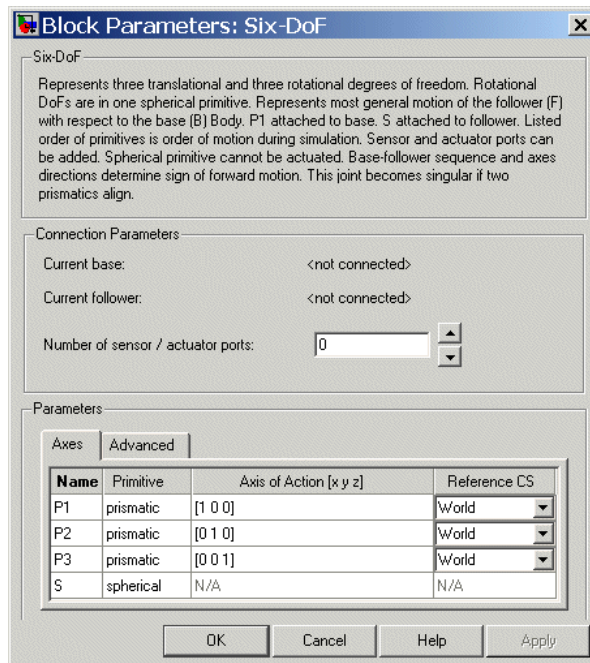 Block Parameters: Six-DoF
Six-DoF
Represents three translational and three rotational degrees of freedom. Rotational
DoFs are in one spherical primitive. Represents most general motion of the follower (F)
with respect to the base (B) Body. P1 attached to base. S attached to follower. Listed
order of primitives is order of motion during simulation. Sensor and actuator ports can
be added. Spherical primitive cannot be actuated. Base-follower sequence and axes
directions determine sign of forward motion. This joint becomes singular if two
prismatics align.
Connection Parameters
Current base: <not connected>
Current follower: <not connected>
Number of sensor / actuator ports: 0
Parameters
Axes Advanced
Name Primitive Axis of Action [x y z] Reference CS
P1 prismatic [1 0 0] World
P2 prismatic [0 1 0] World
P3 prismatic [0 0 1] World
S spherical N/A N/A
OK Cancel Help Apply